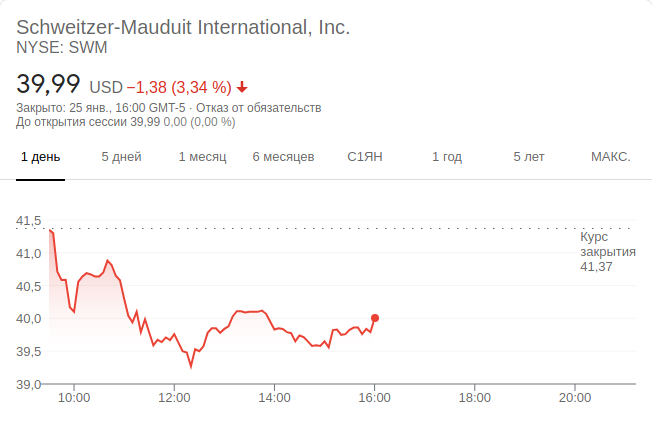 Schweitzer-Mauduit International, Inc.
NYSE: SWM
39,99 USD −1,38 (3,34 %)
Закрыто: 25 янв., 16:00 GMT-5 · Отказ от обязательств
До открытия сессии 39,99 0,00 (0,00 %)
1 день 5 дней 1 месяц 6 месяцев С1ЯН 1 год 5 лет МАКС.
41,5
Курс
закрытия
41,37
41,0
40,5
40,0
39,5
39,0
10:00 12:00 14:00 16:00 18:00 20:00